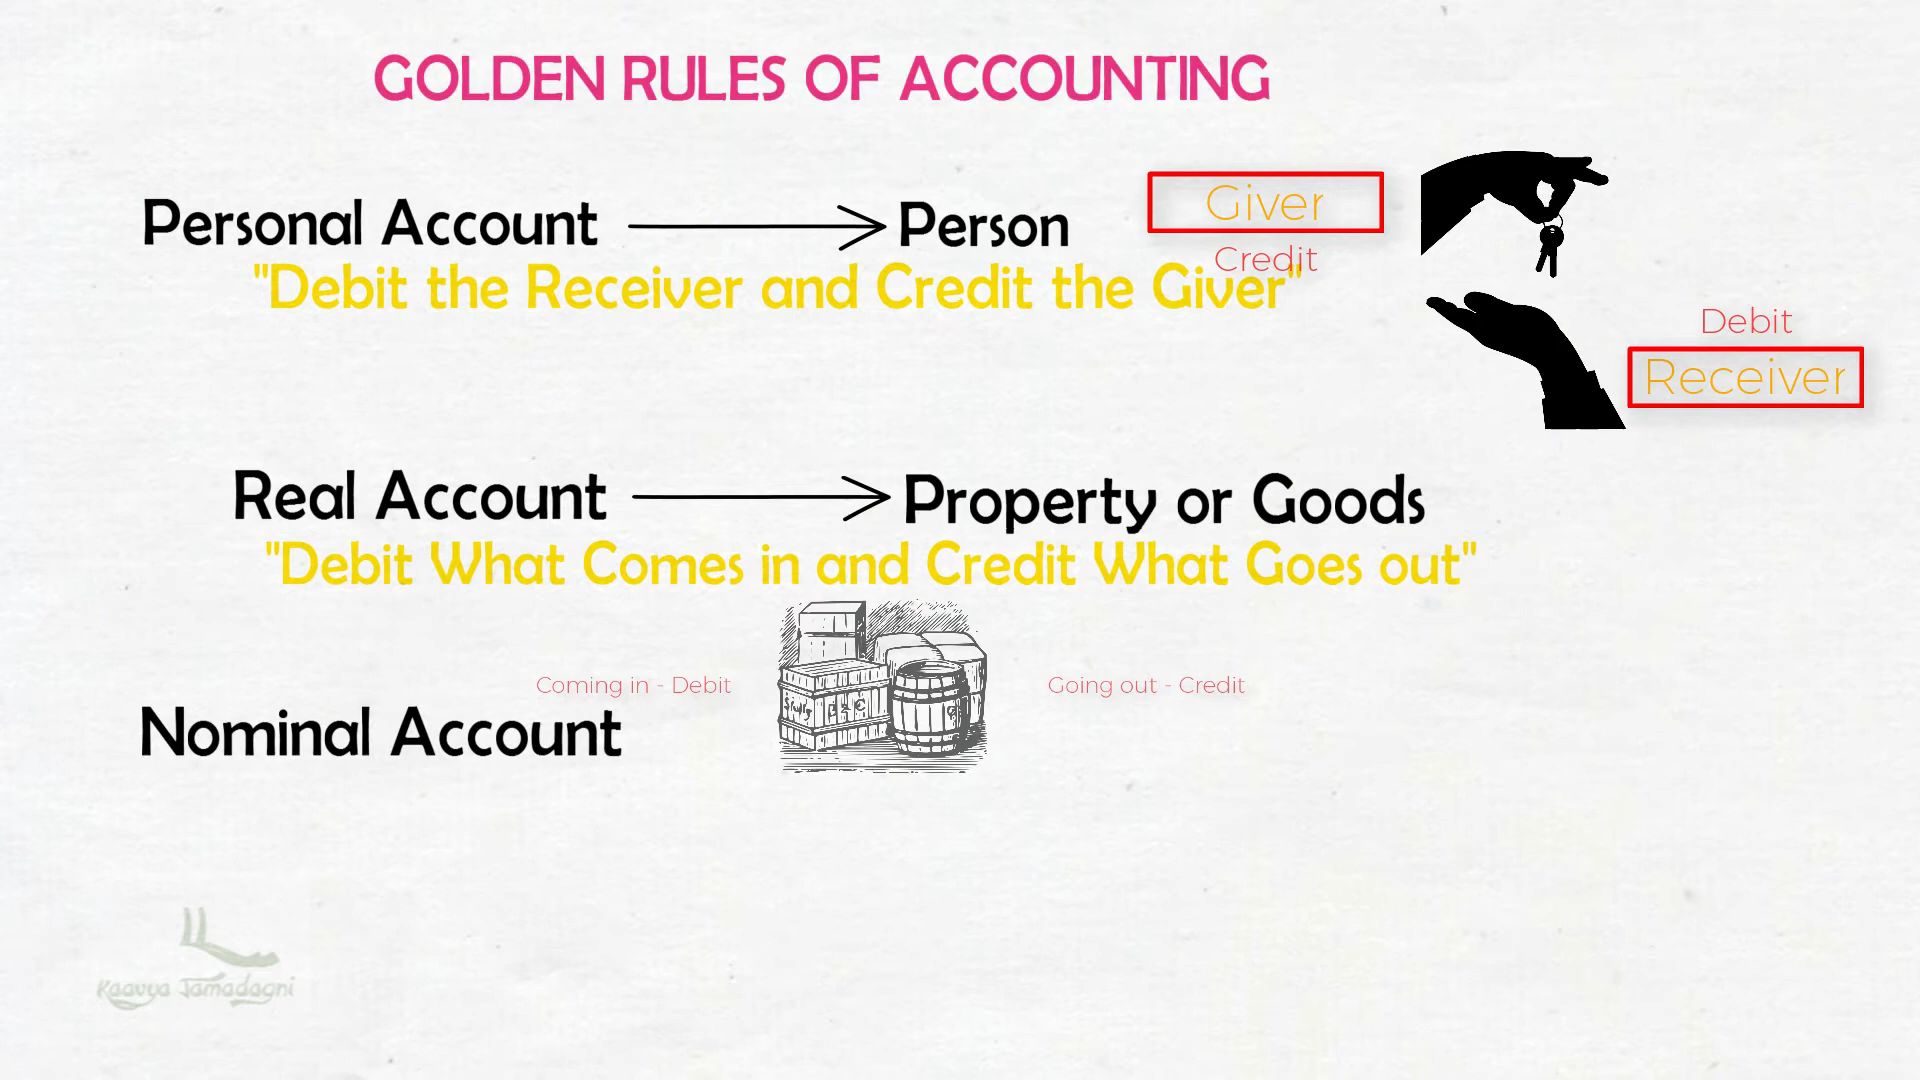 GOLDEN RULES OF ACCOUNTING
Personal Account
Person
Giver
Credit
"Debit the Receiver and Credit the Giver"
Debit
Receiver
Real Account
Property or Goods
"Debit What Comes in and Credit What Goes out"
Coming in - Debit
Going out - Credit
Nominal Account
Kaavya Jamadagni